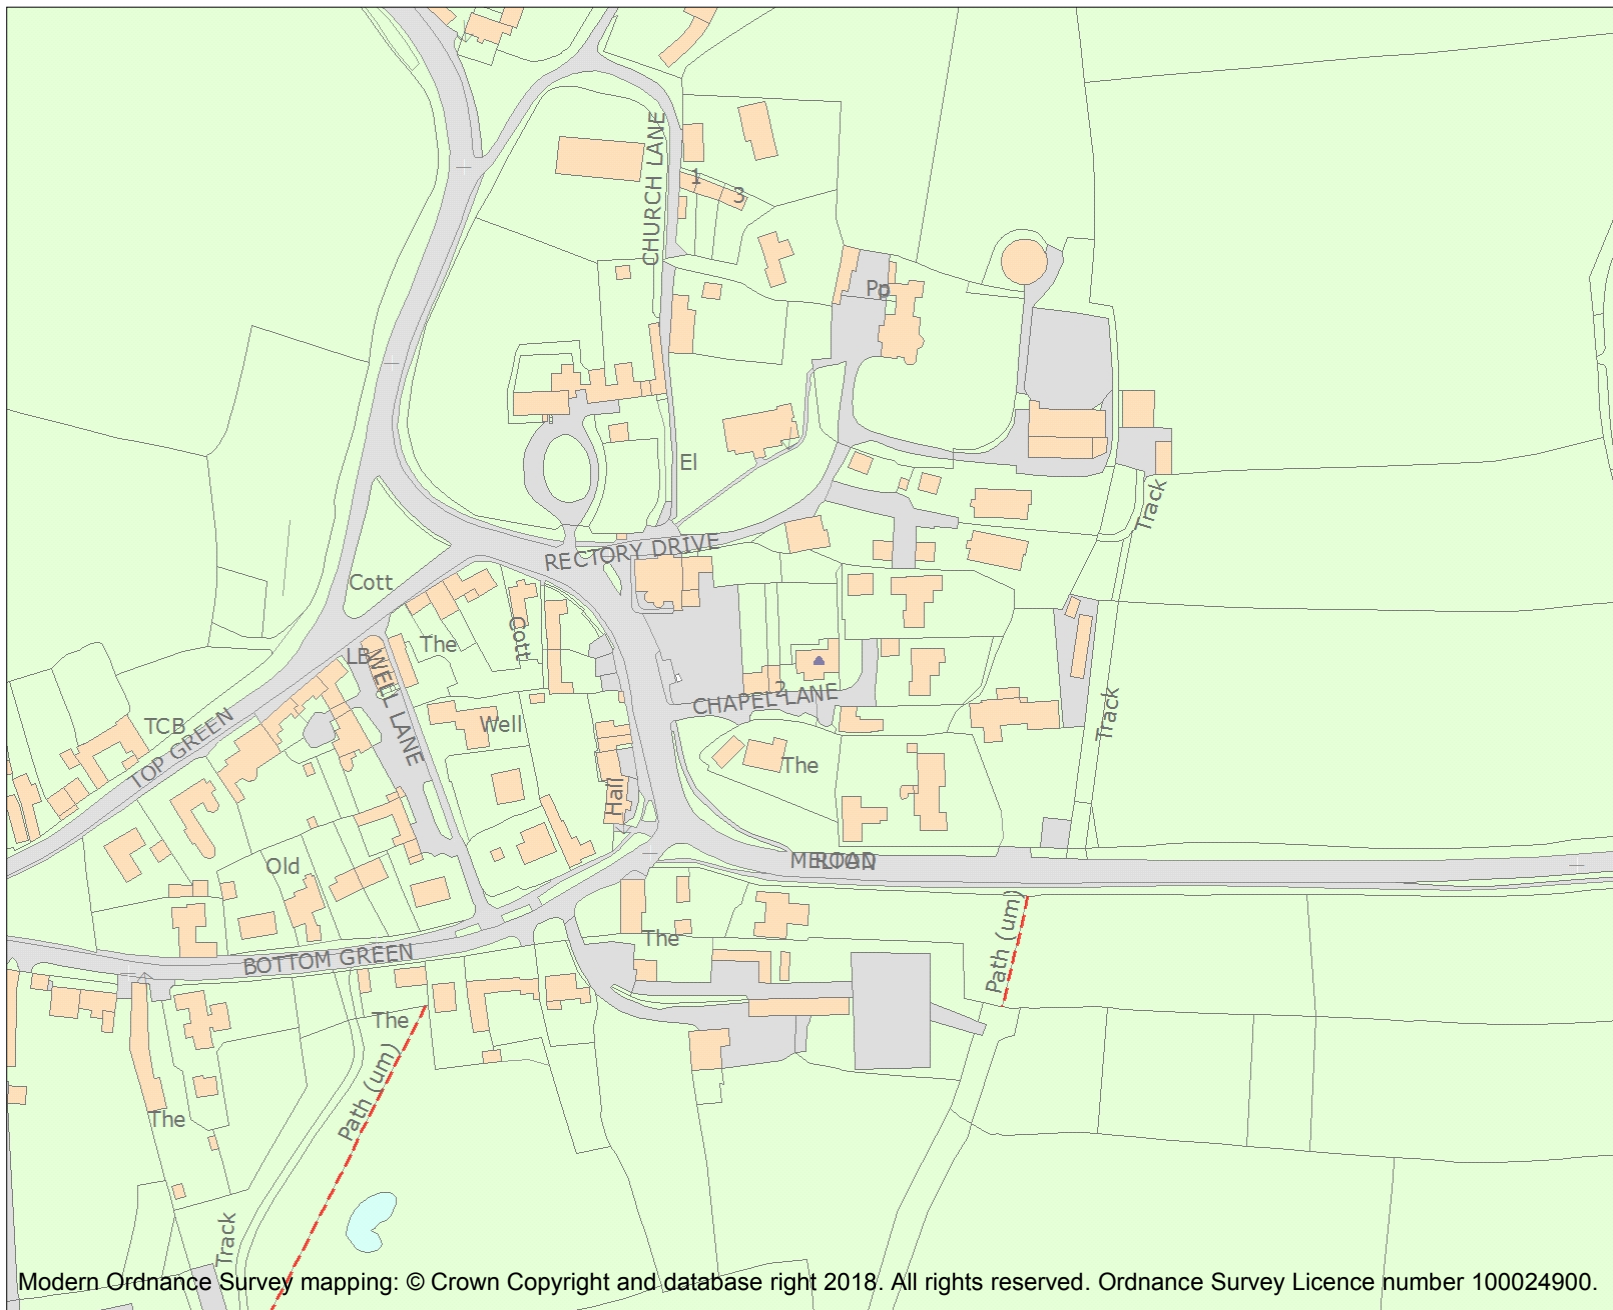 CHURCH LANE
1
3
Pp
El
Track
RECTORY DRIVE
Cott
The
Cott
LB
WELL LANE
2
CHAPEL LANE
Track
Well
TCB
TOP GREEN
The
Hall
MELTON ROAD
Old
Path (um)
The
BOTTOM GREEN
The
Path (um)
The
Track
Modern Ordnance Survey mapping: © Crown Copyright and database right 2018. All rights reserved. Ordnance Survey Licence number 100024900.